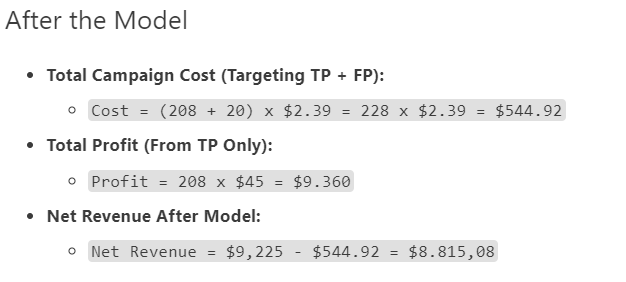 After the Model
• Total Campaign Cost (Targeting TP + FP):
○ Cost = (208 + 20) x $2.39 = 228 x $2.39 = $544.92
• Total Profit (From TP Only):
○ Profit = 208 x $45 = $9.360
• Net Revenue After Model:
○ Net Revenue = $9,225 - $544.92 = $8.815,08